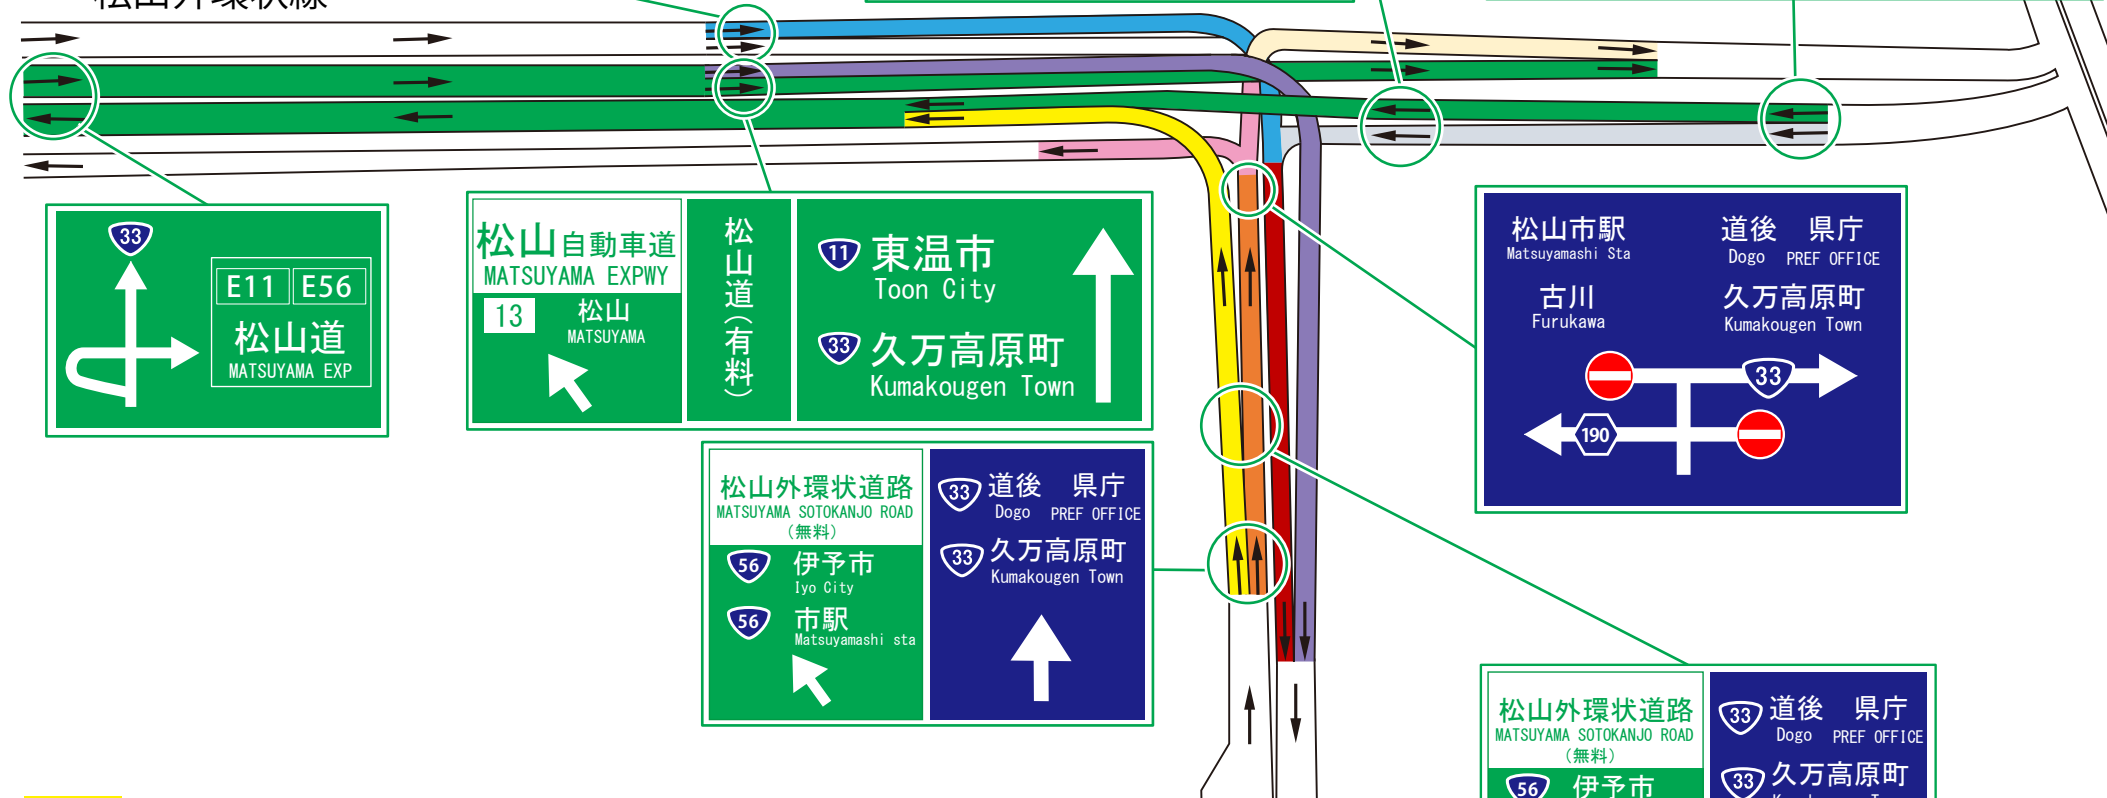 松山外環状線
33
E11 E56
松山道
MATSUYAMA EXP
松山自動車道
MATSUYAMA EXPWY
13 松山
MATSUYAMA
松山道(有料)
11 東温市
Toon City
33 久万高原町
Kumakougen Town
松山市駅 道後 県庁
Matsuyamashi Sta Dogo PREF OFFICE
古川 久万高原町
Furukawa Kumakougen Town
33
190
松山外環状道路
MATSUYAMA SOTOKANJO ROAD
(無料)
56 伊予市
Iyo City
56 市駅
Matsuyamashi sta
33 道後 県庁
Dogo PREF OFFICE
33 久万高原町
Kumakougen Town
松山外環状道路
MATSUYAMA SOTOKANJO ROAD
(無料)
56 伊予市
33 道後 県庁
Dogo PREF OFFICE
33 久万高原町